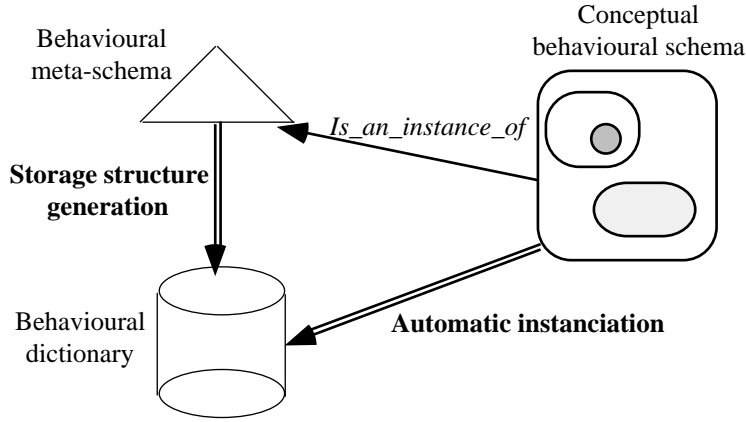 Behavioural
meta-schema
Conceptual
behavioural schema
Is_an_instance_of
Storage structure
generation
Behavioural
dictionary
Automatic instanciation